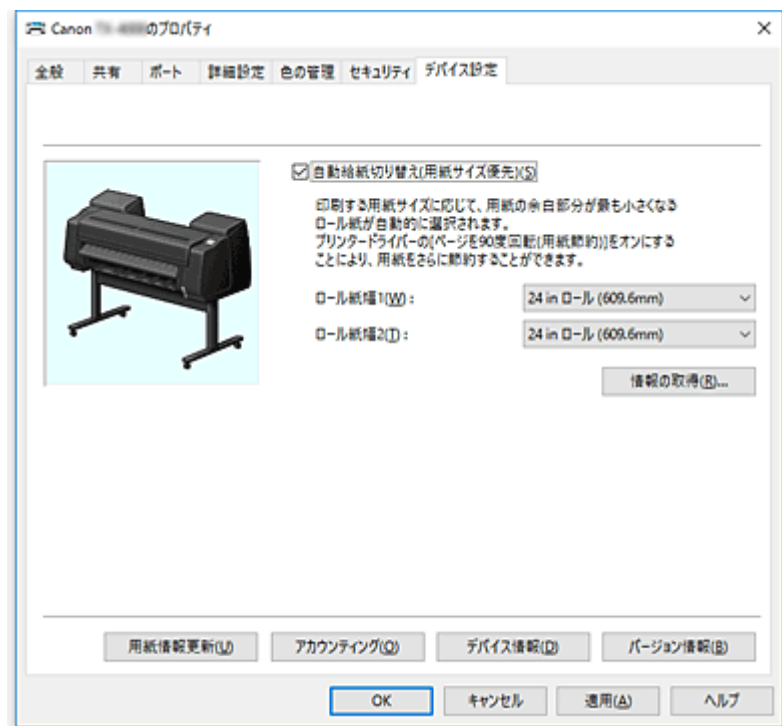 Canon のプロパティ
全般 共有 ポート 詳細設定 色の管理 セキュリティ デバイス設定
自動給紙切り替え(用紙サイズ優先)(S)
印刷する用紙サイズに応じて、用紙の余白部分が最も小さくなる
ロール紙が自動的に選択されます。
プリンタードライバーの[ページを90度回転(用紙節約)]をオンにする
ことにより、用紙をさらに節約することができます。
ロール紙幅1(W) : 24 in ロール (609.6mm)
ロール紙幅2(T) : 24 in ロール (609.6mm)
情報の取得(R)...
用紙情報更新(U) アカウンティング(O) デバイス情報(D) バージョン情報(B)
OK キャンセル 適用(A) ヘルプ